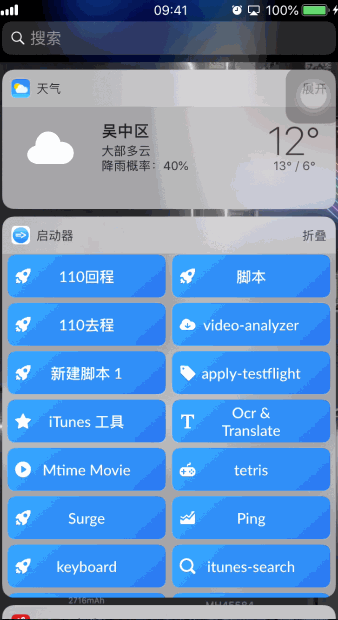 09:41
100%
搜索
天气
展开
吴中区
大部多云
降雨概率：40%
12°
13° / 6°
启动器
折叠
110回程
脚本
110去程
video-analyzer
新建脚本 1
apply-testflight
iTunes 工具
Ocr &
Translate
Mtime Movie
tetris
Surge
Ping
keyboard
itunes-search
2716mAh